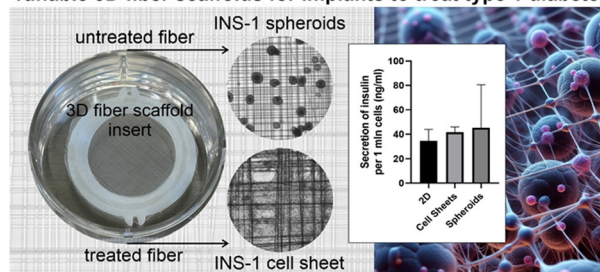 INS-1 spheroids
untreated fiber
3D fiber scaffold
insert
treated fiber
INS-1 cell sheet
Secretion of insulin
per 1 mln cells (ng/ml)
100
80
60
40
20
0
2D
Cell Sheets
Spheroids